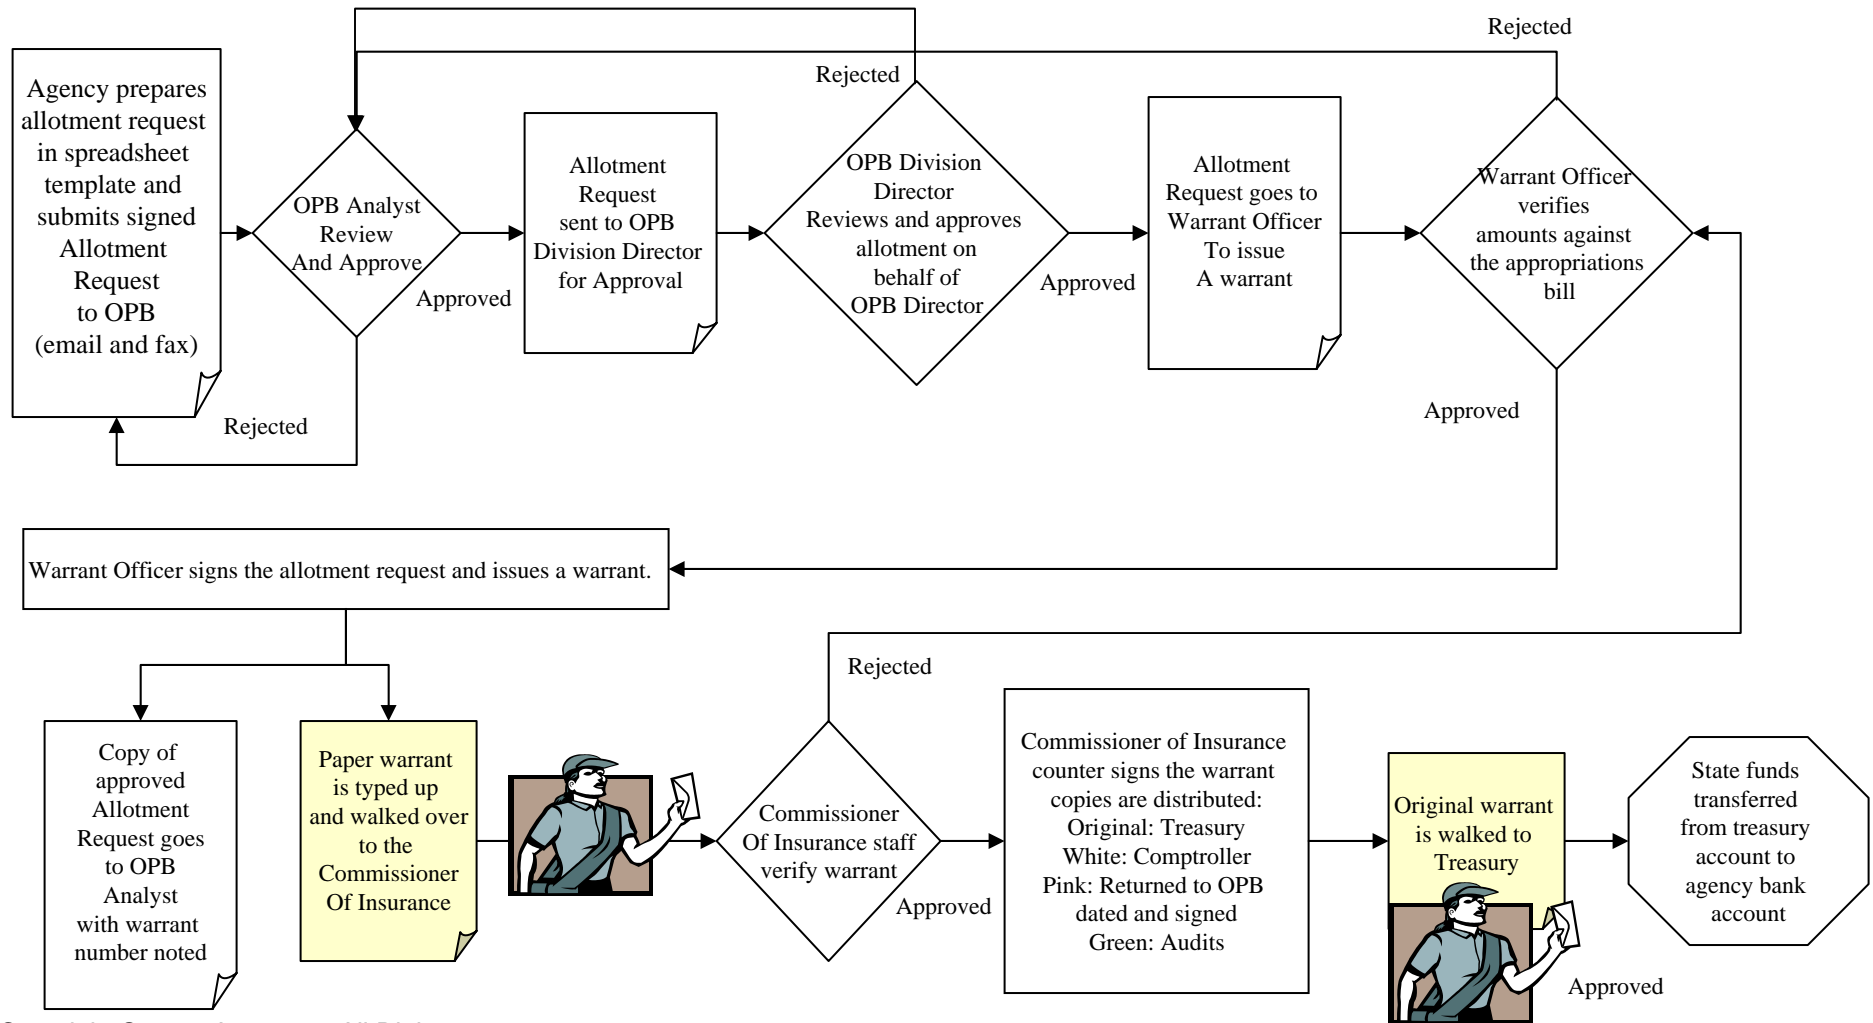 Agency prepares
allotment request
in spreadsheet
template and
submits signed
Allotment
Request
to OPB
(email and fax)
Rejected
OPB Analyst
Review
And Approve
Approved
Allotment
Request
sent to OPB
Division Director
for Approval
Rejected
OPB Division
Director
Reviews and approves
allotment on
behalf of
OPB Director
Approved
Allotment
Request goes to
Warrant Officer
To issue
A warrant
Rejected
Warrant Officer
verifies
amounts against
the appropriations
bill
Approved
Warrant Officer signs the allotment request and issues a warrant.
Copy of
approved
Allotment
Request goes
to OPB
Analyst
with warrant
number noted
Paper warrant
is typed up
and walked over
to the
Commissioner
Of Insurance
Rejected
Commissioner
Of Insurance staff
verify warrant
Approved
Commissioner of Insurance
counter signs the warrant
copies are distributed:
Original: Treasury
White: Comptroller
Pink: Returned to OPB
dated and signed
Green: Audits
Original warrant
is walked to
Treasury
Approved
State funds
transferred
from treasury
account to
agency bank
account